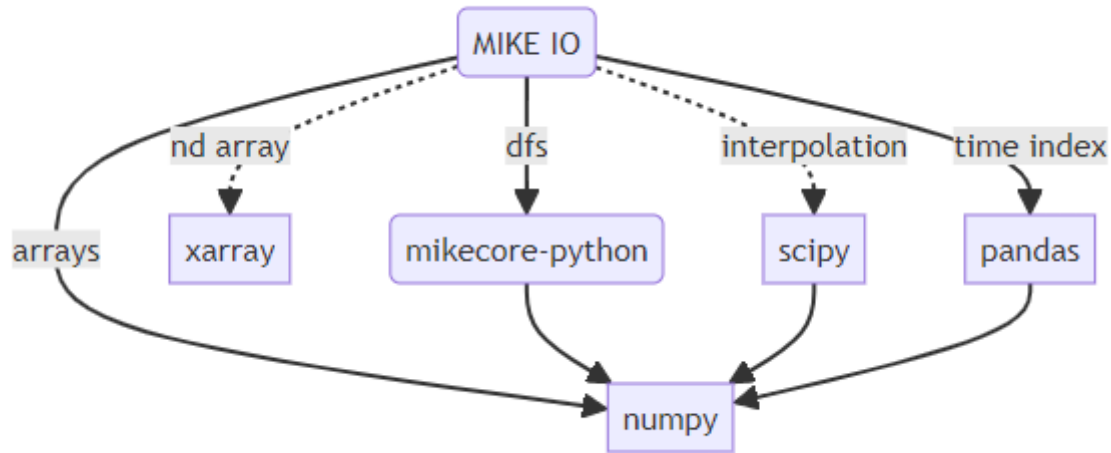 MIKE IO
nd array
dfs
interpolation
time index
arrays
xarray
mikecore-python
scipy
pandas
numpy